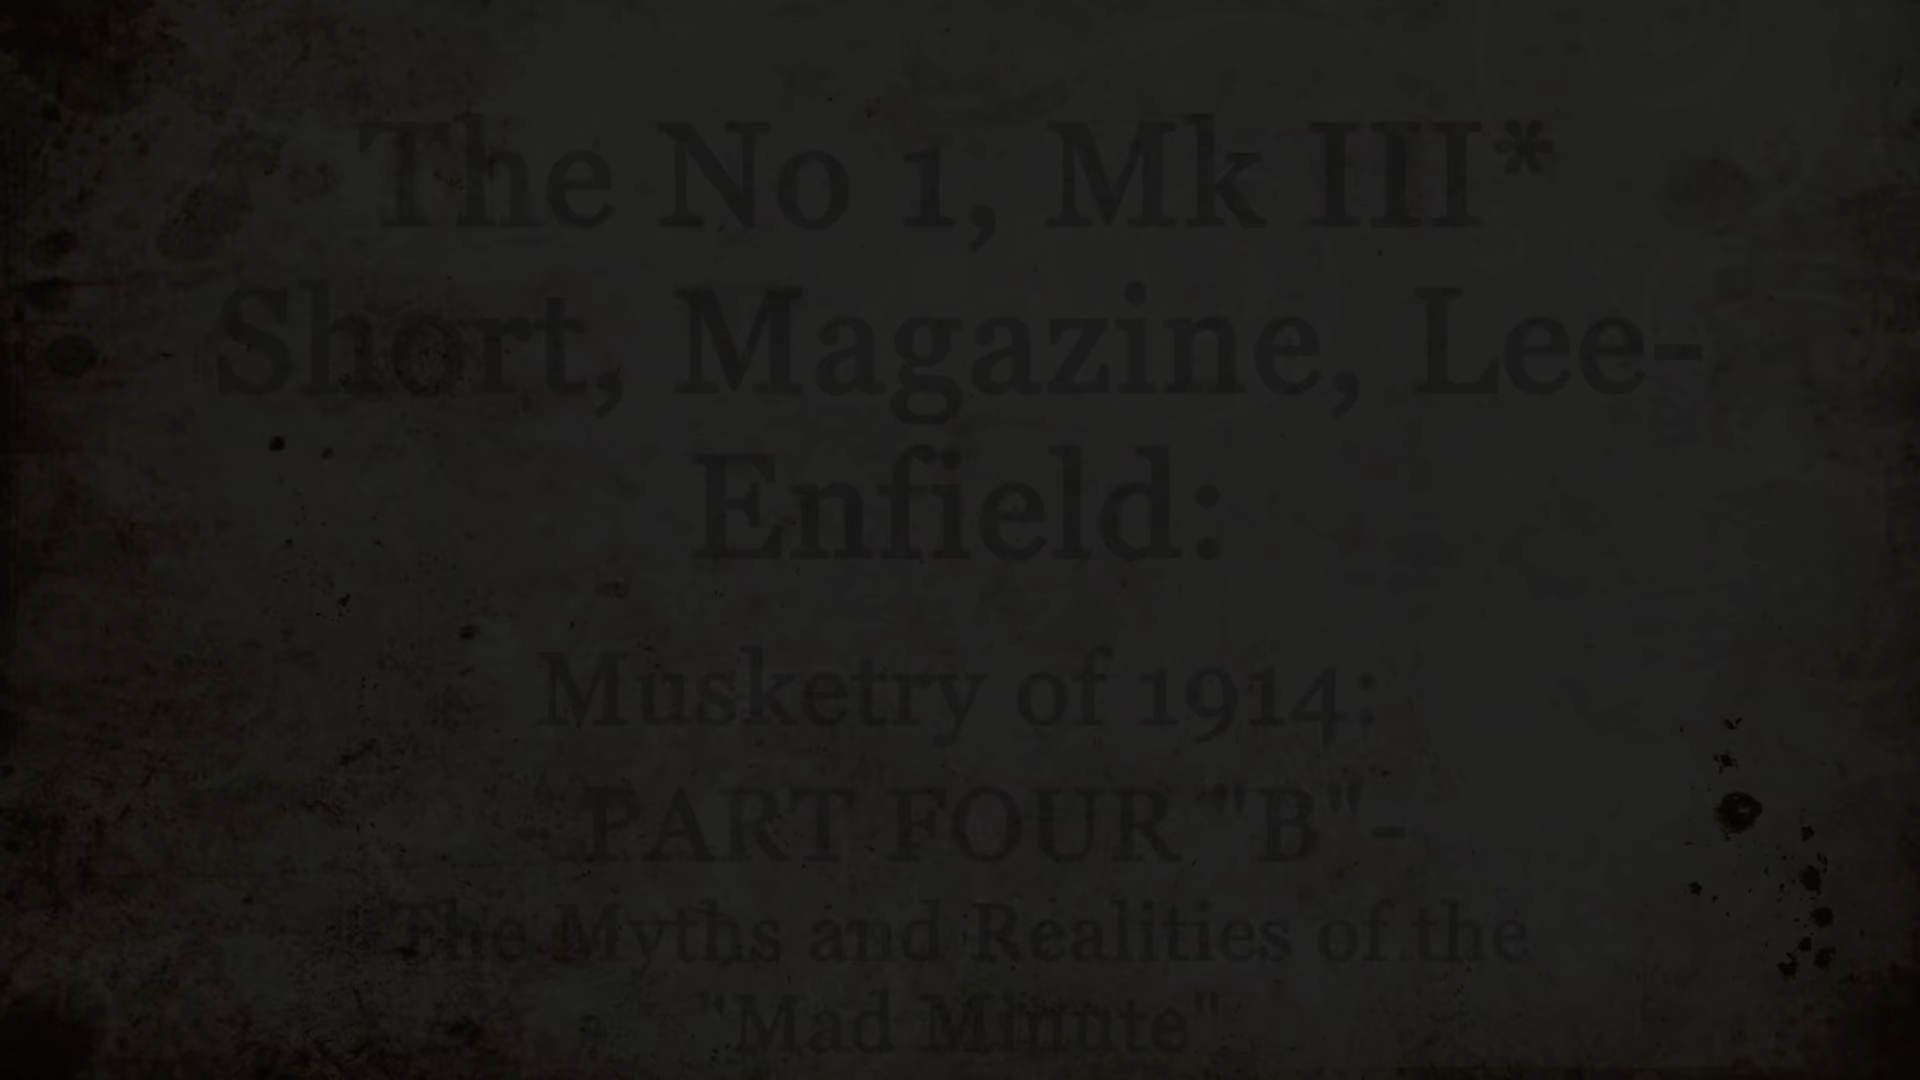 The No 1, Mk III*
Short, Magazine, Lee-
Enfield:
Musketry of 1914:
- PART FOUR "B"-
The Myths and Realities of the
"Mad Minute"